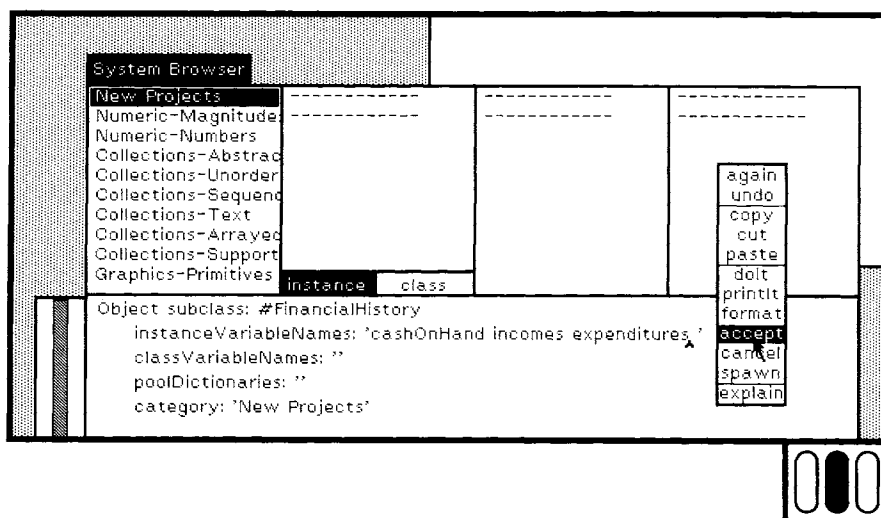 System Browser
New Projects
Numeric-Magnitudes
Numeric-Numbers
Collections-Abstrac
Collections-Unorder
Collections-Sequenc
Collections-Text
Collections-Arrayed
Collections-Support
Graphics-Primitives
instance class
again
undo
copy
cut
paste
doIt
printIt
format
accept
cancel
spawn
explain
Object subclass: #FinancialHistory
instanceVariableNames: 'cashOnHand incomes expenditures '
classVariableNames: ''
poolDictionaries: ''
category: 'New Projects'